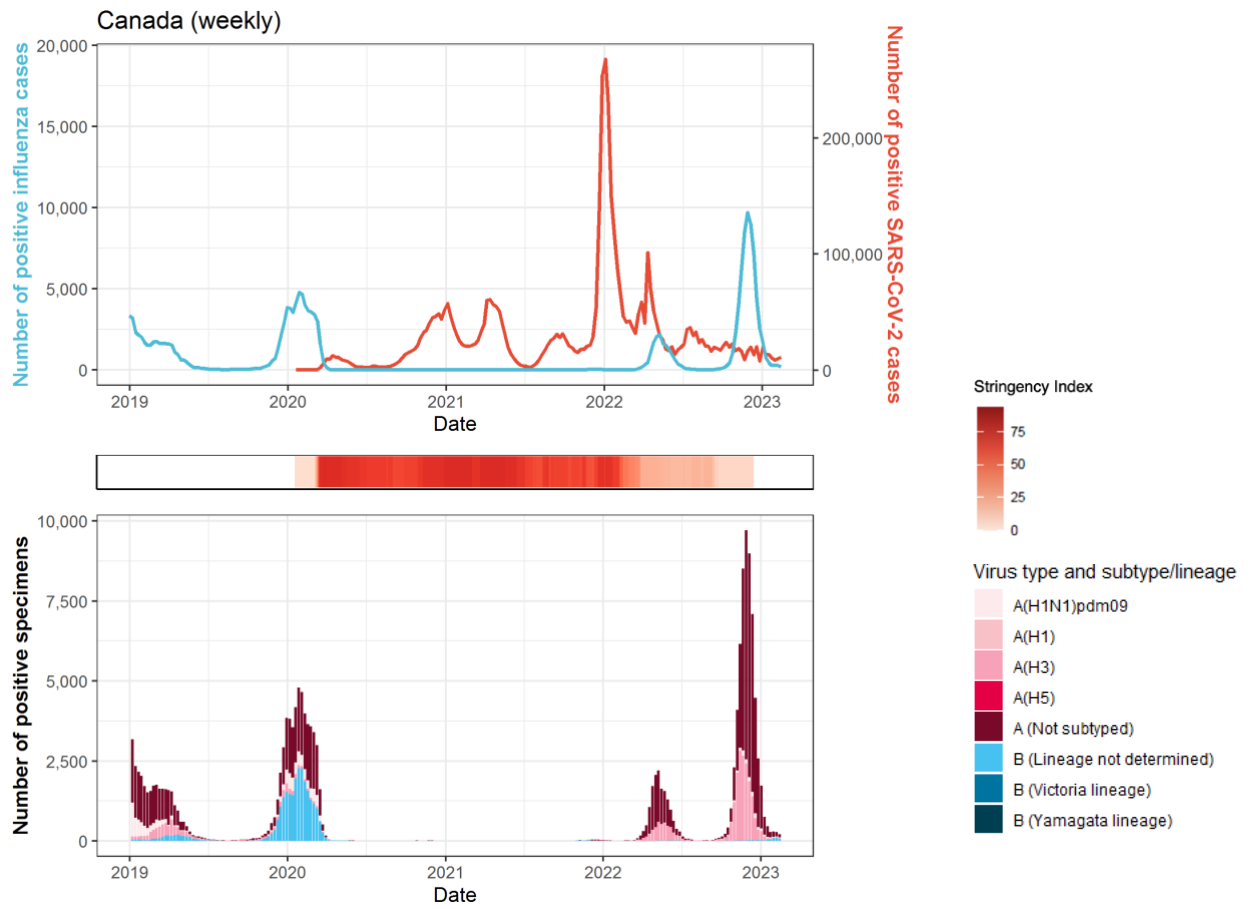 Canada (weekly)
Number of positive influenza cases
20,000
15,000
10,000
5,000
0
200,000
100,000
0
Number of positive SARS-CoV-2 cases
2019 2020 2021 2022 2023
Date
Stringency Index
75
50
25
0
Number of positive specimens
10,000
7,500
5,000
2,500
0
2019 2020 2021 2022 2023
Date
Virus type and subtype/lineage
A(H1N1)pdm09
A(H1)
A(H3)
A(H5)
A (Not subtyped)
B (Lineage not determined)
B (Victoria lineage)
B (Yamagata lineage)